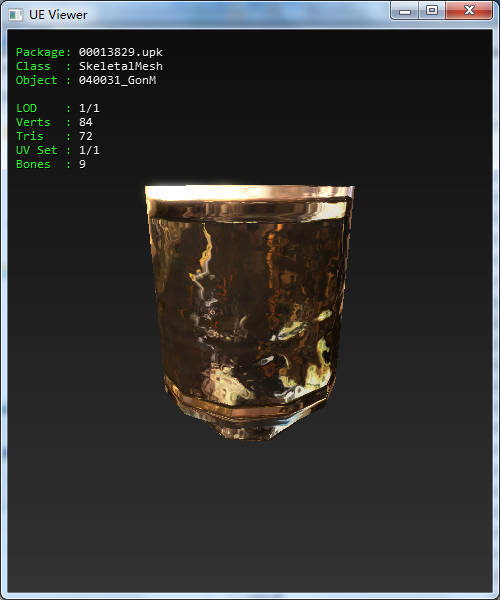 UE Viewer
Package: 00013829.upk
Class : SkeletalMesh
Object : 040031_GonM
LOD : 1/1
Verts : 84
Tris : 72
UV Set : 1/1
Bones : 9